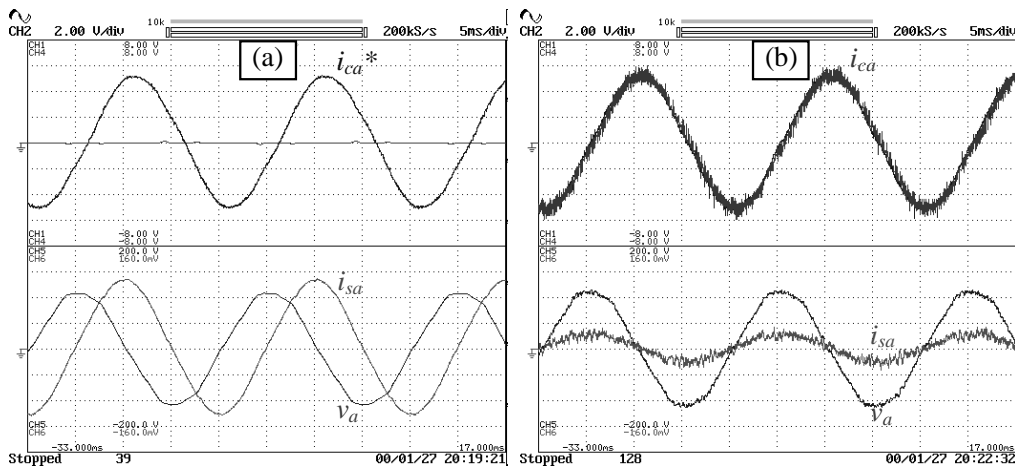 10k
CH2 2.00 V/div 200kS/s 5ms/div
CH1 8.00 V
CH4 8.00 V
(a)
ica*
CH1 -8.00 V
CH4 -8.00 V
CH5 200.0 V
CH6 160.0mV
isa
va
CH5 -200.0 V
CH6 -160.0mV
-33.000ms 17.000ms
Stopped 39 00/01/27 20:19:21
10k
CH2 2.00 V/div 200kS/s 5ms/div
CH1 8.00 V
CH4 8.00 V
(b)
ica
CH1 -8.00 V
CH4 -8.00 V
CH5 200.0 V
CH6 160.0mV
isa
va
CH5 -200.0 V
CH6 -160.0mV
-33.000ms 17.000ms
Stopped 128 00/01/27 20:22:32